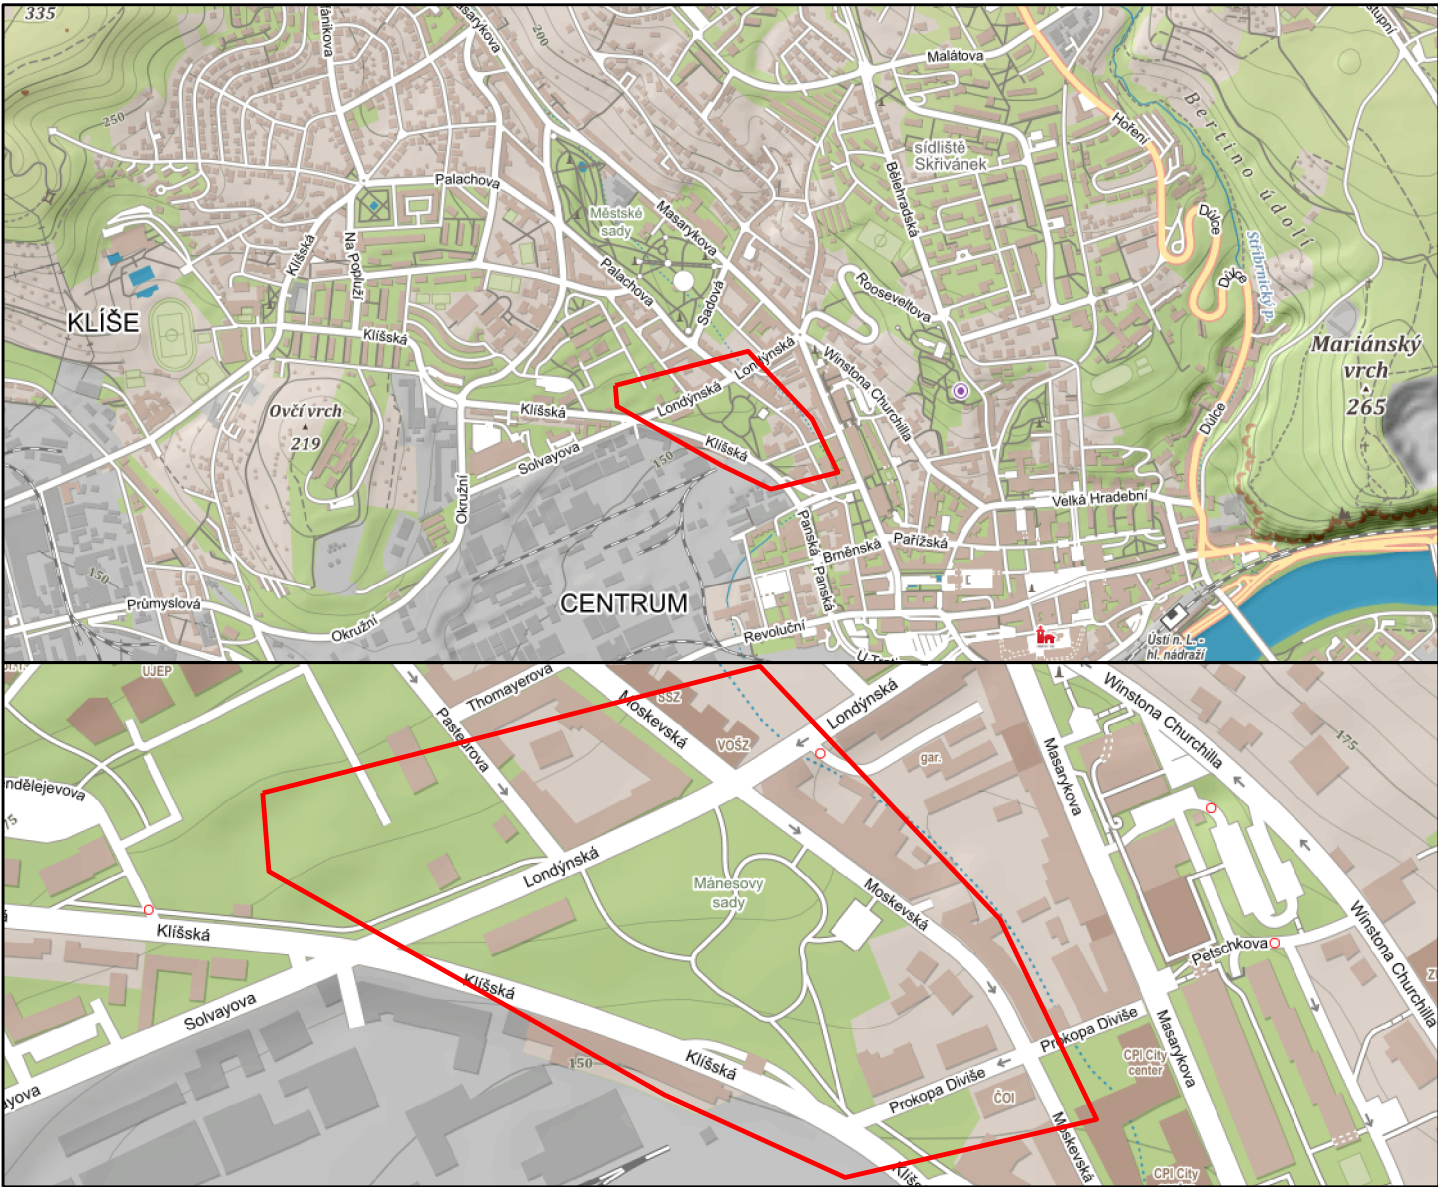 335
Masarykova
200
Malátova
250
Hoření
Bertino údolí
sídliště
Skřivánek
Palachova
Bělehradská
Městské
sady
Masarykova
Důlce
Klíšská
Na Popluží
Stříbrnický p.
Palachova
Důlce
Rooseveltova
Sadová
KLÍŠE
Klíšská
Londýnská
Mariánský
vrch
265
Winstona Churchilla
Londýnská
Ovčí vrch
219
Klíšská
Důlce
Klíšská
Solvayova
150
Okružní
Velká Hradební
Panská
Brněnská
Pařížská
150
Panská
Průmyslová
CENTRUM
Okružní
Revoluční
Ústí n. L. -
hl. nádraží
UJEP
Thomayerova
Pasteurova
Moskevská
SSZ
VOŠZ
Londýnská
Winstona Churchilla
175
gar.
Masarykova
Londýnská
Mánesovy
sady
Moskevská
Klíšská
Petschkova
Winstona Churchilla
Klíšská
Solvayova
150
Klíšská
Prokopa Diviše
Masarykova
CPI City
center
Prokopa Diviše
ČOI
Moskevská
CPI City